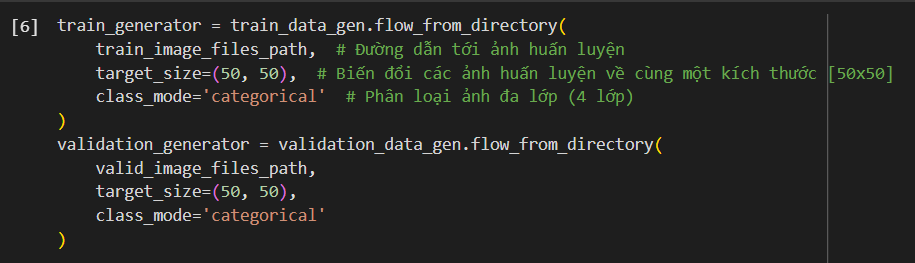 [6] train_generator = train_data_gen.flow_from_directory(
    train_image_files_path,  # Đường dẫn tới ảnh huấn luyện
    target_size=(50, 50),  # Biến đổi các ảnh huấn luyện về cùng một kích thước [50x50]
    class_mode='categorical'  # Phân loại ảnh đa lớp (4 lớp)
)
validation_generator = validation_data_gen.flow_from_directory(
    valid_image_files_path,
    target_size=(50, 50),
    class_mode='categorical'
)